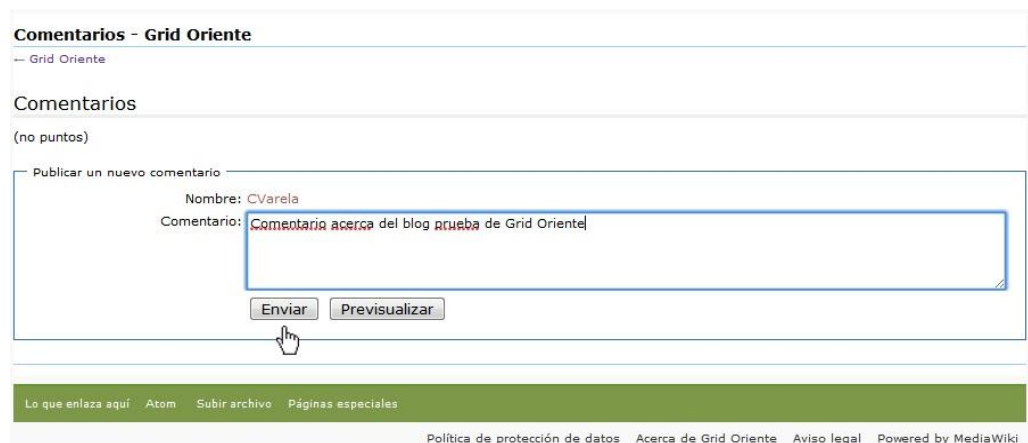 Comentarios - Grid Oriente
← Grid Oriente
Comentarios
(no puntos)
Publicar un nuevo comentario
Nombre: CVarela
Comentario: Comentario acerca del blog prueba de Grid Oriente
Enviar Previsualizar
Lo que enlaza aquí Atom Subir archivo Páginas especiales
Política de protección de datos Acerca de Grid Oriente Aviso legal Powered by MediaWiki